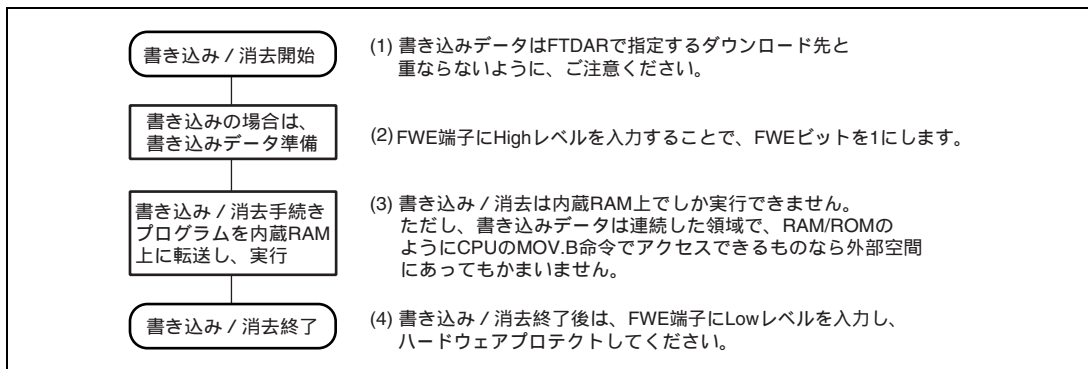 書き込み / 消去開始
書き込みの場合は、
書き込みデータ準備
書き込み / 消去手続き
プログラムを内蔵RAM
上に転送し、実行
書き込み / 消去終了
(1) 書き込みデータはFTDARで指定するダウンロード先と
重ならないように、ご注意ください。
(2) FWE端子にHighレベルを入力することで、FWEビットを1にします。
(3) 書き込み / 消去は内蔵RAM上でしか実行できません。
ただし、書き込みデータは連続した領域で、RAM/ROMの
ようにCPUのMOV.B命令でアクセスできるものなら外部空間
にあってもかまいません。
(4) 書き込み / 消去終了後は、FWE端子にLowレベルを入力し、
ハードウェアプロテクトしてください。